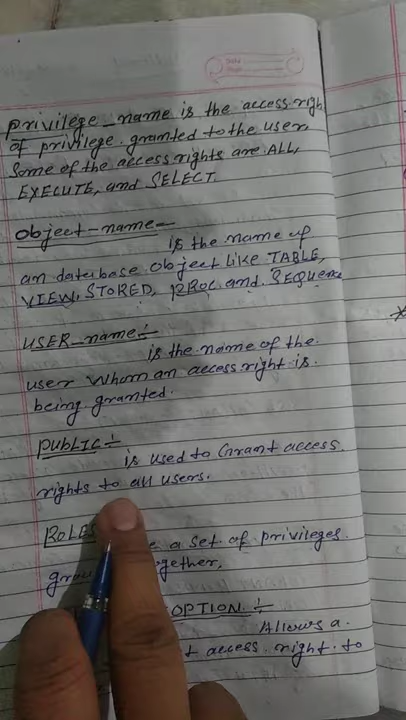 privilege_name is the access righ
of privilege granted to the user.
Some of the access rights are ALL,
EXECUTE, and SELECT.
object-name-
is the name of
an database object like TABLE,
VIEW, STORED, PROC and SEQUENCE
USER_name:-
is the name of the
user whom an access right is.
being granted.
PUBLIC:-
is used to Grant access.
rights to all users.
ROLES
a set of privileges.
ogether,
OPTION:-
Allows a.
t access right to